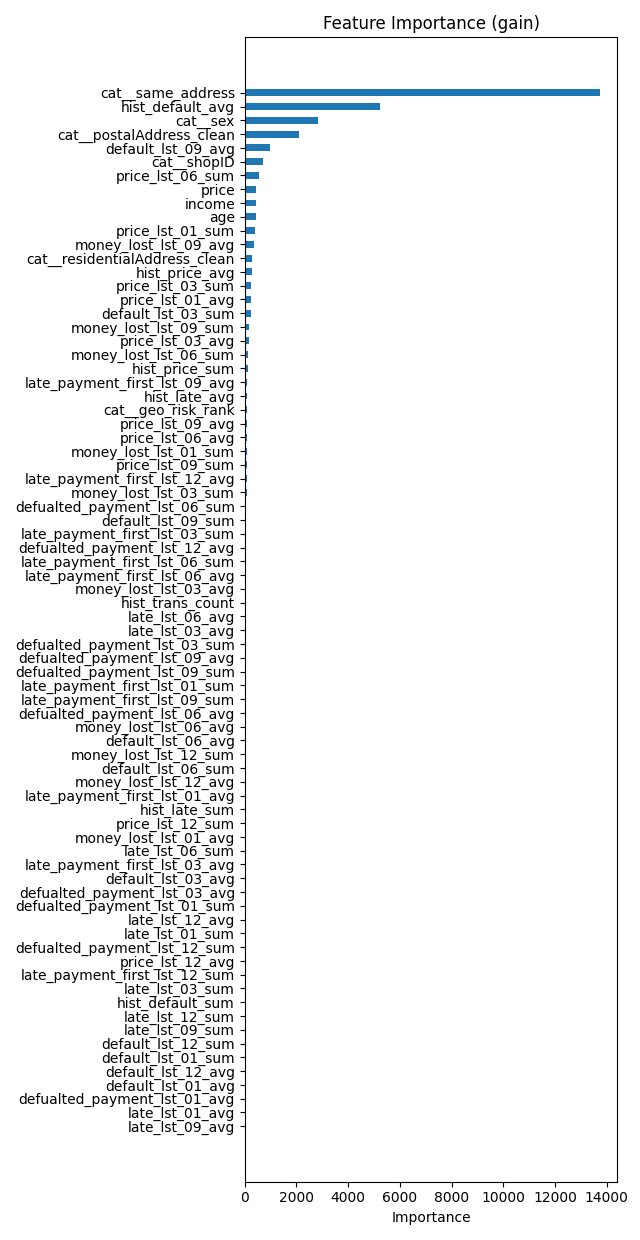 Feature Importance (gain)
cat__same_address
hist_default_avg
cat__sex
cat__postalAddress_clean
default_lst_09_avg
cat__shopID
price_lst_06_sum
price
income
age
price_lst_01_sum
money_lost_lst_09_avg
cat__residentialAddress_clean
hist_price_avg
price_lst_03_sum
price_lst_01_avg
default_lst_03_sum
money_lost_lst_09_sum
price_lst_03_avg
money_lost_lst_06_sum
hist_price_sum
late_payment_first_lst_09_avg
hist_late_avg
cat__geo_risk_rank
price_lst_09_avg
price_lst_06_avg
money_lost_lst_01_sum
price_lst_09_sum
late_payment_first_lst_12_avg
money_lost_lst_03_sum
defualted_payment_lst_06_sum
default_lst_09_sum
late_payment_first_lst_03_sum
defualted_payment_lst_12_avg
late_payment_first_lst_06_sum
late_payment_first_lst_06_avg
money_lost_lst_03_avg
hist_trans_count
late_lst_06_avg
late_lst_03_avg
defualted_payment_lst_03_sum
defualted_payment_lst_09_avg
defualted_payment_lst_09_sum
late_payment_first_lst_01_sum
late_payment_first_lst_09_sum
defualted_payment_lst_06_avg
money_lost_lst_06_avg
default_lst_06_avg
money_lost_lst_12_sum
default_lst_06_sum
money_lost_lst_12_avg
late_payment_first_lst_01_avg
hist_late_sum
price_lst_12_sum
money_lost_lst_01_avg
late_lst_06_sum
late_payment_first_lst_03_avg
default_lst_03_avg
defualted_payment_lst_03_avg
defualted_payment_lst_01_sum
late_lst_12_avg
late_lst_01_sum
defualted_payment_lst_12_sum
price_lst_12_avg
late_payment_first_lst_12_sum
late_lst_03_sum
hist_default_sum
late_lst_12_sum
late_lst_09_sum
default_lst_12_sum
default_lst_01_sum
default_lst_12_avg
default_lst_01_avg
defualted_payment_lst_01_avg
late_lst_01_avg
late_lst_09_avg
0 2000 4000 6000 8000 10000 12000 14000
Importance